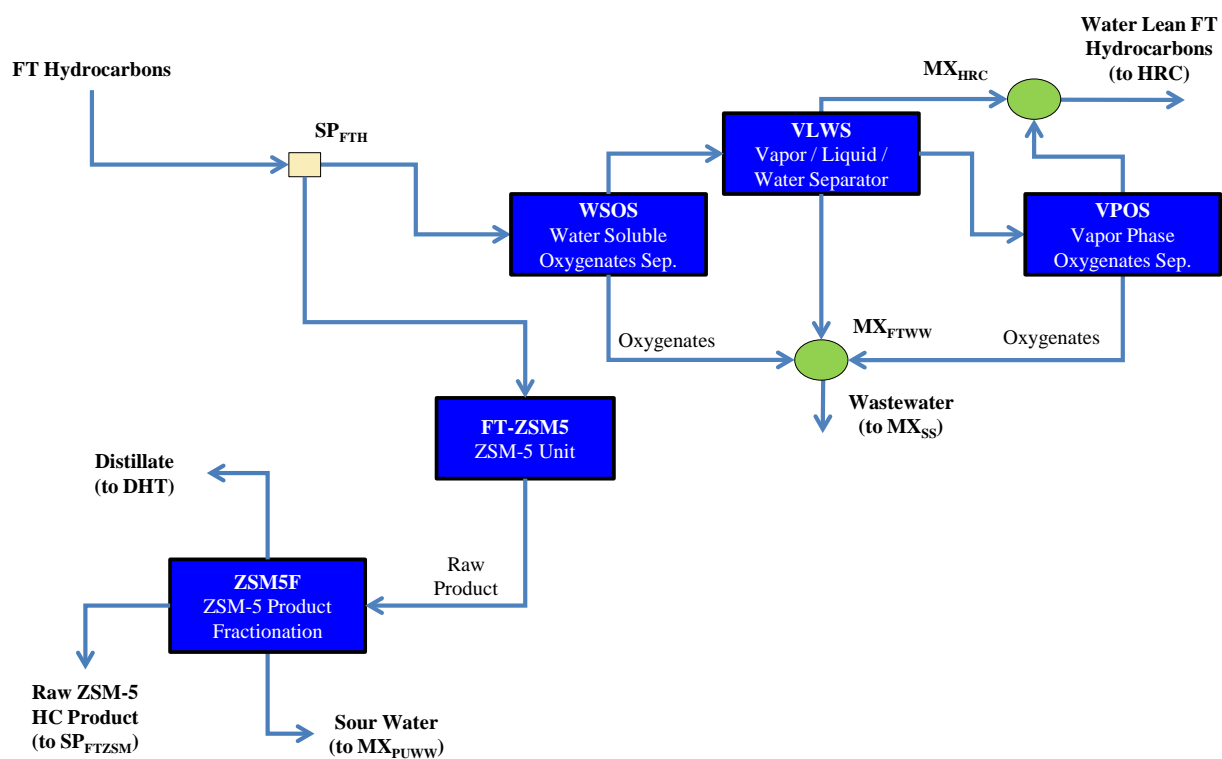 Water Lean FT
Hydrocarbons
(to HRC)
FT Hydrocarbons
MX_HRC
SP_FTH
VLWS
Vapor / Liquid /
Water Separator
WSOS
Water Soluble
Oxygenates Sep.
VPOS
Vapor Phase
Oxygenates Sep.
Oxygenates
MX_FTWW
Oxygenates
Wastewater
(to MX_SS)
FT-ZSM5
ZSM-5 Unit
Distillate
(to DHT)
Raw
Product
ZSM5F
ZSM-5 Product
Fractionation
Raw ZSM-5
HC Product
(to SP_FTZSM)
Sour Water
(to MX_PUWW)